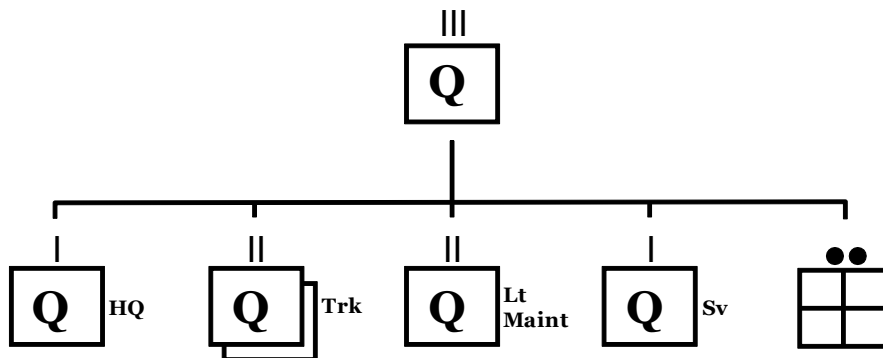 III
Q
I
II
II
I
Q HQ
Q Trk
Q Lt
Maint
Q Sv